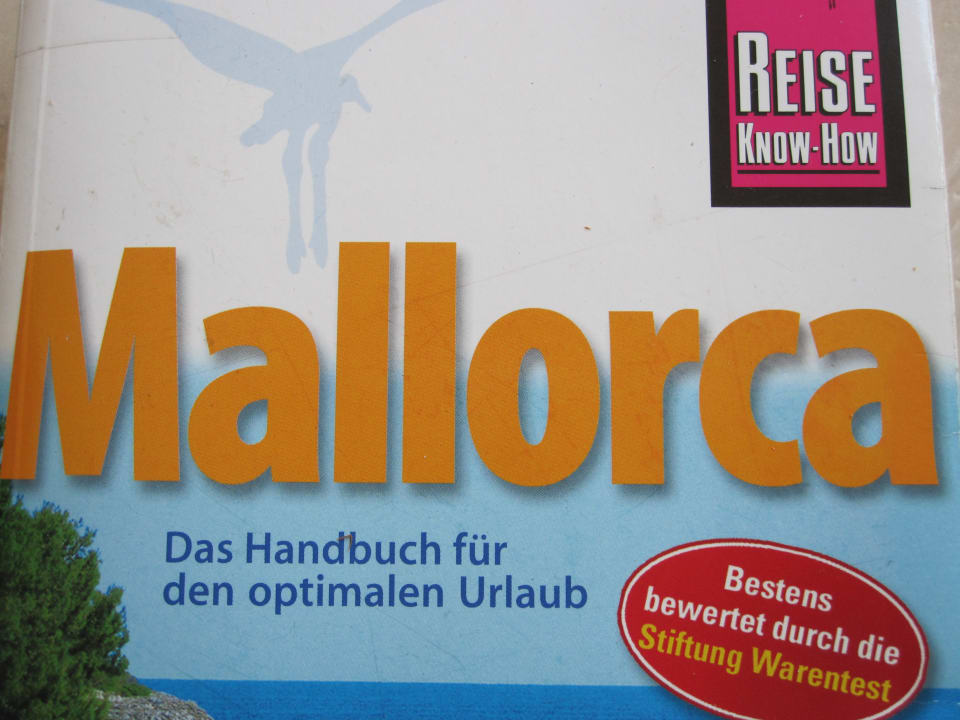 REISE
KNOW-HOW
Mallorca
Das Handbuch für
den optimalen Urlaub
Bestens
bewertet durch die
Stiftung Warentest